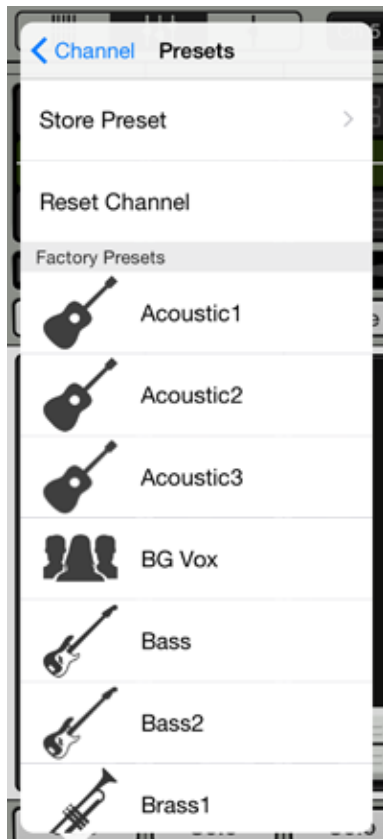 Channel Presets
Store Preset
Reset Channel
Factory Presets
Acoustic1
Acoustic2
Acoustic3
BG Vox
Bass
Bass2
Brass1